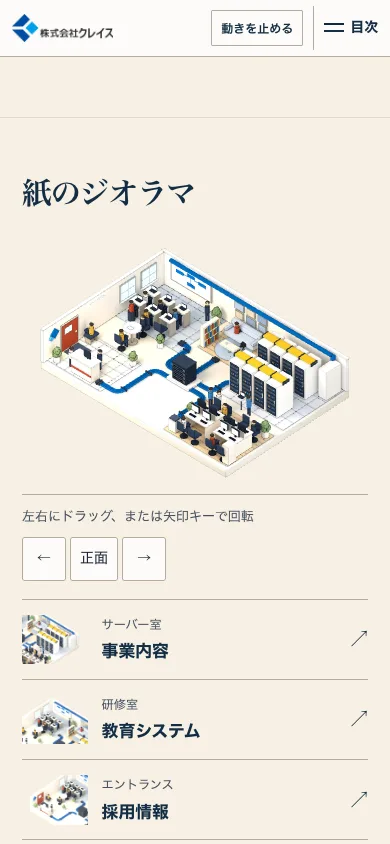 株式会社クレイス
動きを止める
目次
紙のジオラマ
左右にドラッグ、または矢印キーで回転
← 正面 →
サーバー室
事業内容
研修室
教育システム
エントランス
採用情報